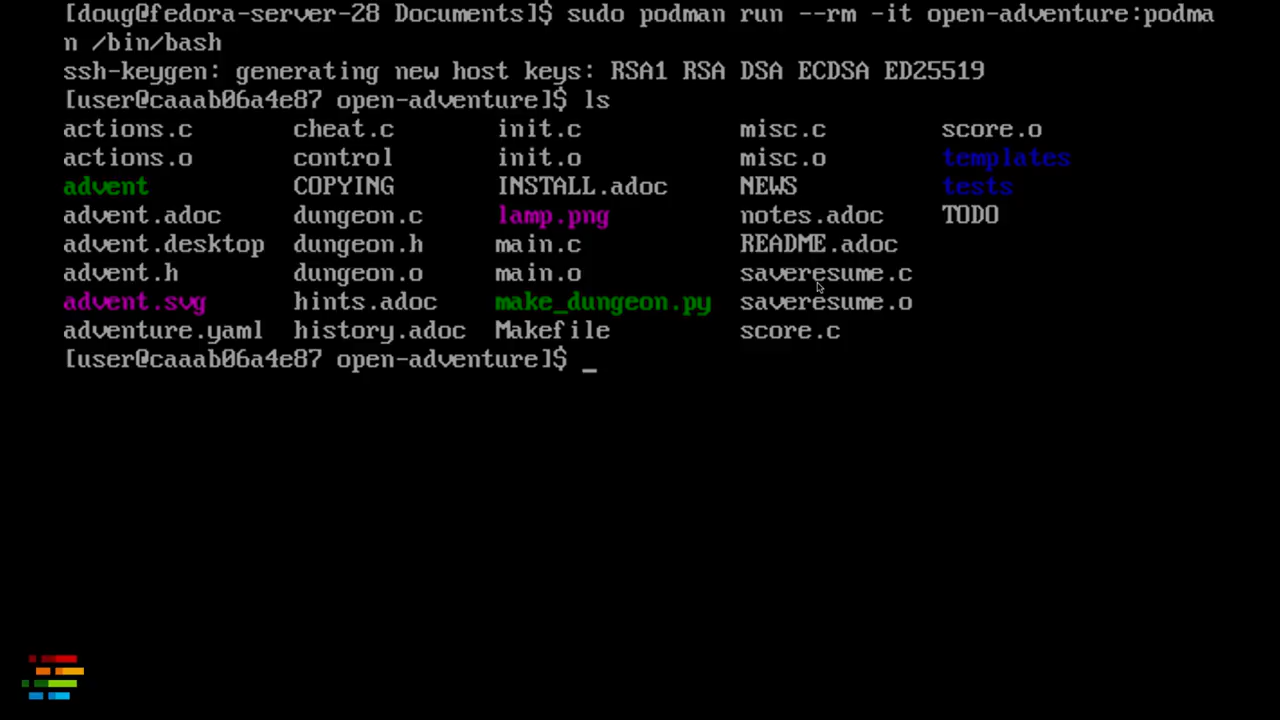 [doug@fedora-server-28 Documents]$ sudo podman run --rm -it open-adventure:podma
n /bin/bash
ssh-keygen: generating new host keys: RSA1 RSA DSA ECDSA ED25519
[user@caaab06a4e87 open-adventure]$ ls
actions.c cheat.c init.c misc.c score.o
actions.o control init.o misc.o templates
advent COPYING INSTALL.adoc NEWS tests
advent.adoc dungeon.c lamp.png notes.adoc TODO
advent.desktop dungeon.h main.c README.adoc
advent.h dungeon.o main.o saveresume.c
advent.svg hints.adoc make_dungeon.py saveresume.o
adventure.yaml history.adoc Makefile score.c
[user@caaab06a4e87 open-adventure]$ _